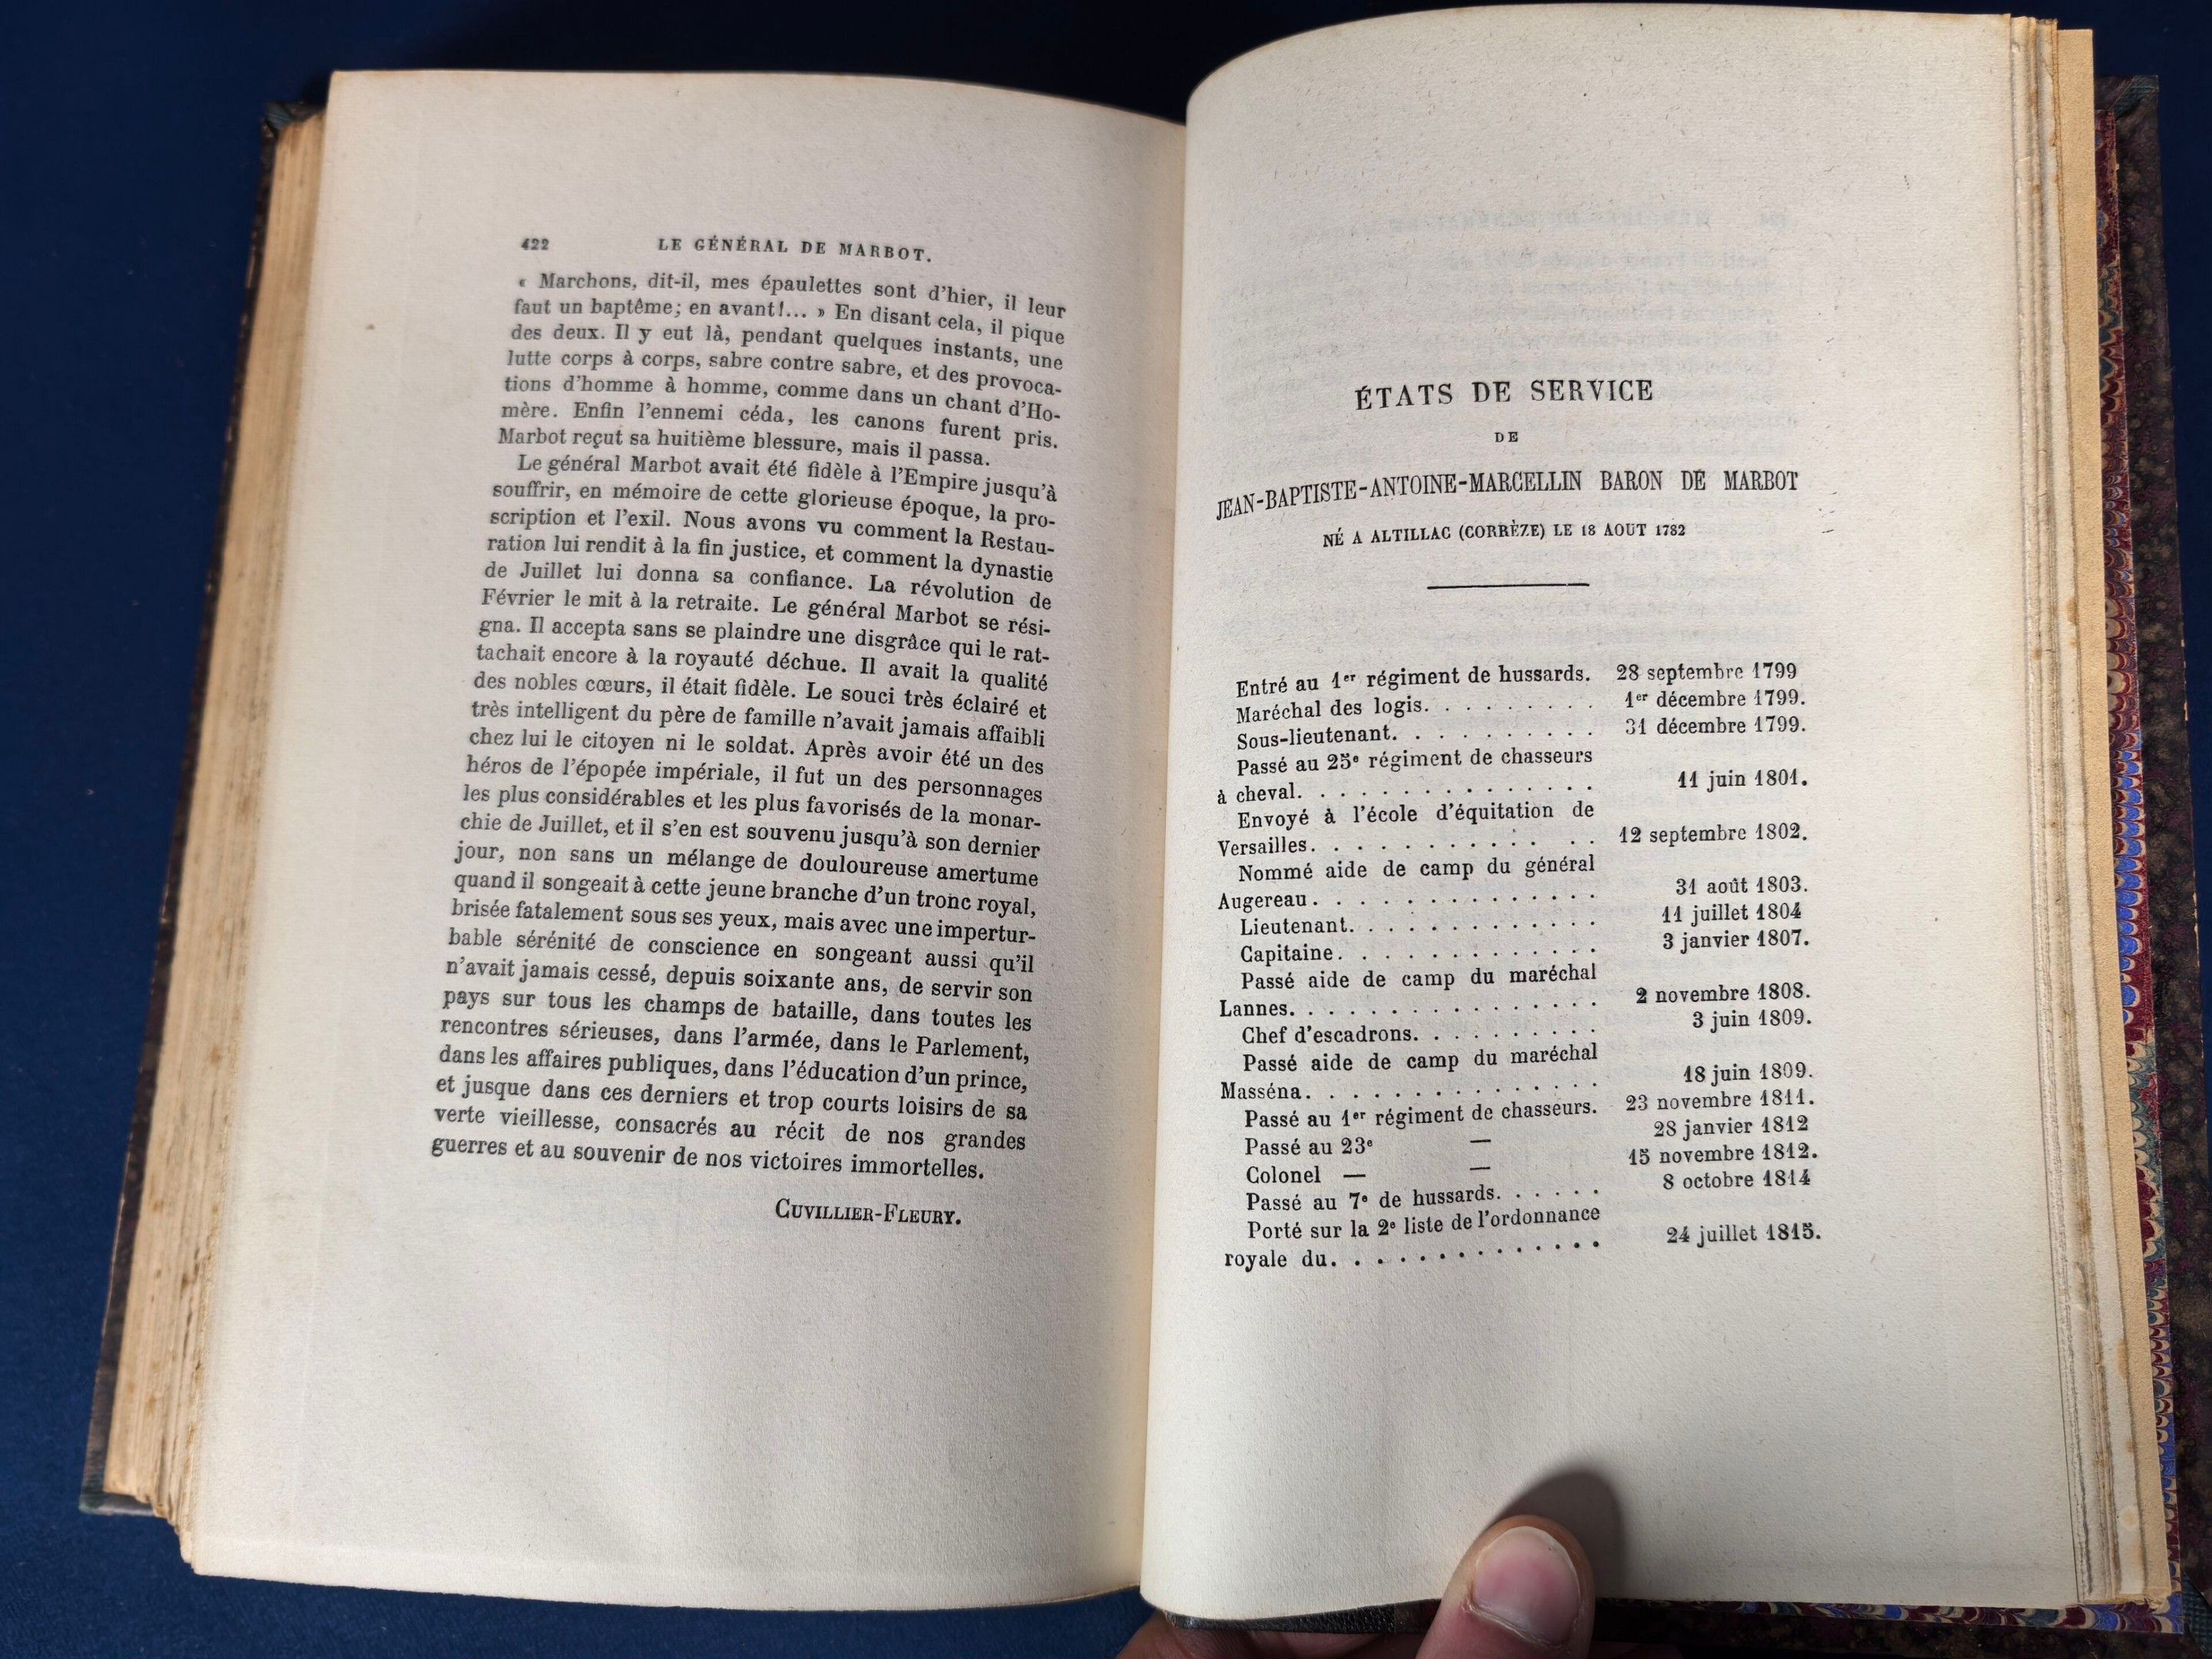 422 LE GÉNÉRAL DE MARBOT.
« Marchons, dit-il, mes épaulettes sont d'hier, il leur
faut un baptême; en avant!... » En disant cela, il pique
des deux. Il y eut là, pendant quelques instants, une
lutte corps à corps, sabre contre sabre, et des provoca-
tions d'homme à homme, comme dans un chant d'Ho-
mère. Enfin l'ennemi céda, les canons furent pris.
Marbot reçut sa huitième blessure, mais il passa.
Le général Marbot avait été fidèle à l'Empire jusqu'à
souffrir, en mémoire de cette glorieuse époque, la pro-
scription et l'exil. Nous avons vu comment la Restau-
ration lui rendit à la fin justice, et comment la dynastie
de Juillet lui donna sa confiance. La révolution de
Février le mit à la retraite. Le général Marbot se rési-
gna. Il accepta sans se plaindre une disgrâce qui le rat-
tachait encore à la royauté déchue. Il avait la qualité
des nobles cœurs, il était fidèle. Le souci très éclairé et
très intelligent du père de famille n'avait jamais affaibli
chez lui le citoyen ni le soldat. Après avoir été un des
héros de l'épopée impériale, il fut un des personnages
les plus considérables et les plus favorisés de la monar-
chie de Juillet, et il s'en est souvenu jusqu'à son dernier
jour, non sans un mélange de douloureuse amertume
quand il songeait à cette jeune branche d'un tronc royal,
brisée fatalement sous ses yeux, mais avec une impertur-
bable sérénité de conscience en songeant aussi qu'il
n'avait jamais cessé, depuis soixante ans, de servir son
pays sur tous les champs de bataille, dans toutes les
rencontres sérieuses, dans l'armée, dans le Parlement,
dans les affaires publiques, dans l'éducation d'un prince,
et jusque dans ces derniers et trop courts loisirs de sa
verte vieillesse, consacrés au récit de nos grandes
guerres et au souvenir de nos victoires immortelles.
CUVILLIER-FLEURY.
ÉTATS DE SERVICE
DE
JEAN-BAPTISTE-ANTOINE-MARCELLIN BARON DE MARBOT
NÉ A ALTILLAC (CORRÈZE) LE 18 AOUT 1782
Entré au 1er régiment de hussards. 28 septembre 1799
Maréchal des logis. . . . . . . . . . 1er décembre 1799.
Sous-lieutenant. . . . . . . . . . . 31 décembre 1799.
Passé au 25e régiment de chasseurs
à cheval. . . . . . . . . . . . . . . 11 juin 1801.
Envoyé à l'école d'équitation de
Versailles. . . . . . . . . . . . . . 12 septembre 1802.
Nommé aide de camp du général
Augereau . . . . . . . . . . . . . . 31 août 1803.
Lieutenant. . . . . . . . . . . . . . 11 juillet 1804
Capitaine. . . . . . . . . . . . . . 3 janvier 1807.
Passé aide de camp du maréchal
Lannes. . . . . . . . . . . . . . . . 2 novembre 1808.
Chef d'escadrons. . . . . . . . . . 3 juin 1809.
Passé aide de camp du maréchal
Masséna. . . . . . . . . . . . . . . 18 juin 1809.
Passé au 1er régiment de chasseurs. 23 novembre 1811.
Passé au 23e — 28 janvier 1812
Colonel — — 15 novembre 1812.
Passé au 7e de hussards. . . . . . 8 octobre 1814
Porté sur la 2e liste de l'ordonnance
royale du. . . . . . . . . . . . . . 24 juillet 1815.